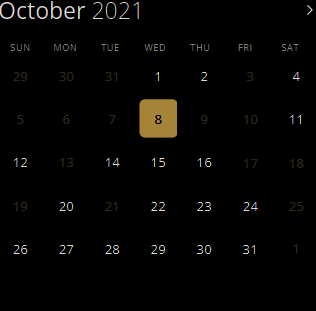 October 2021
SUN MON TUE WED THU FRI SAT
29 30 31 1 2 3 4
5 6 7 8 9 10 11
12 13 14 15 16 17 18
19 20 21 22 23 24 25
26 27 28 29 30 31 1